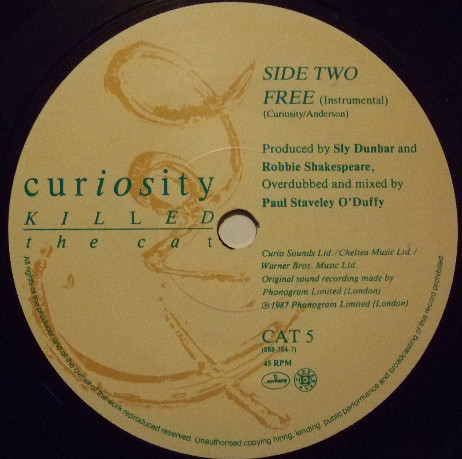 SIDE TWO
FREE (Instrumental)
(Curiosity/Anderson)
Produced by Sly Dunbar and
Robbie Shakespeare,
Overdubbed and mixed by
Paul Staveley O'Duffy
curiosity
KILLED
the cat
Curio Sounds Ltd./Chelsea Music Ltd./
Warner Bros. Music Ltd.
Original sound recording made by
Phonogram Limited (London)
℗ 1987 Phonogram Limited (London)
CAT 5
(888-784-7)
45 RPM
All rights of the producer and of the owner of the work reproduced reserved. Unauthorised copying hiring, lending, public performance and broadcasting of this record prohibited